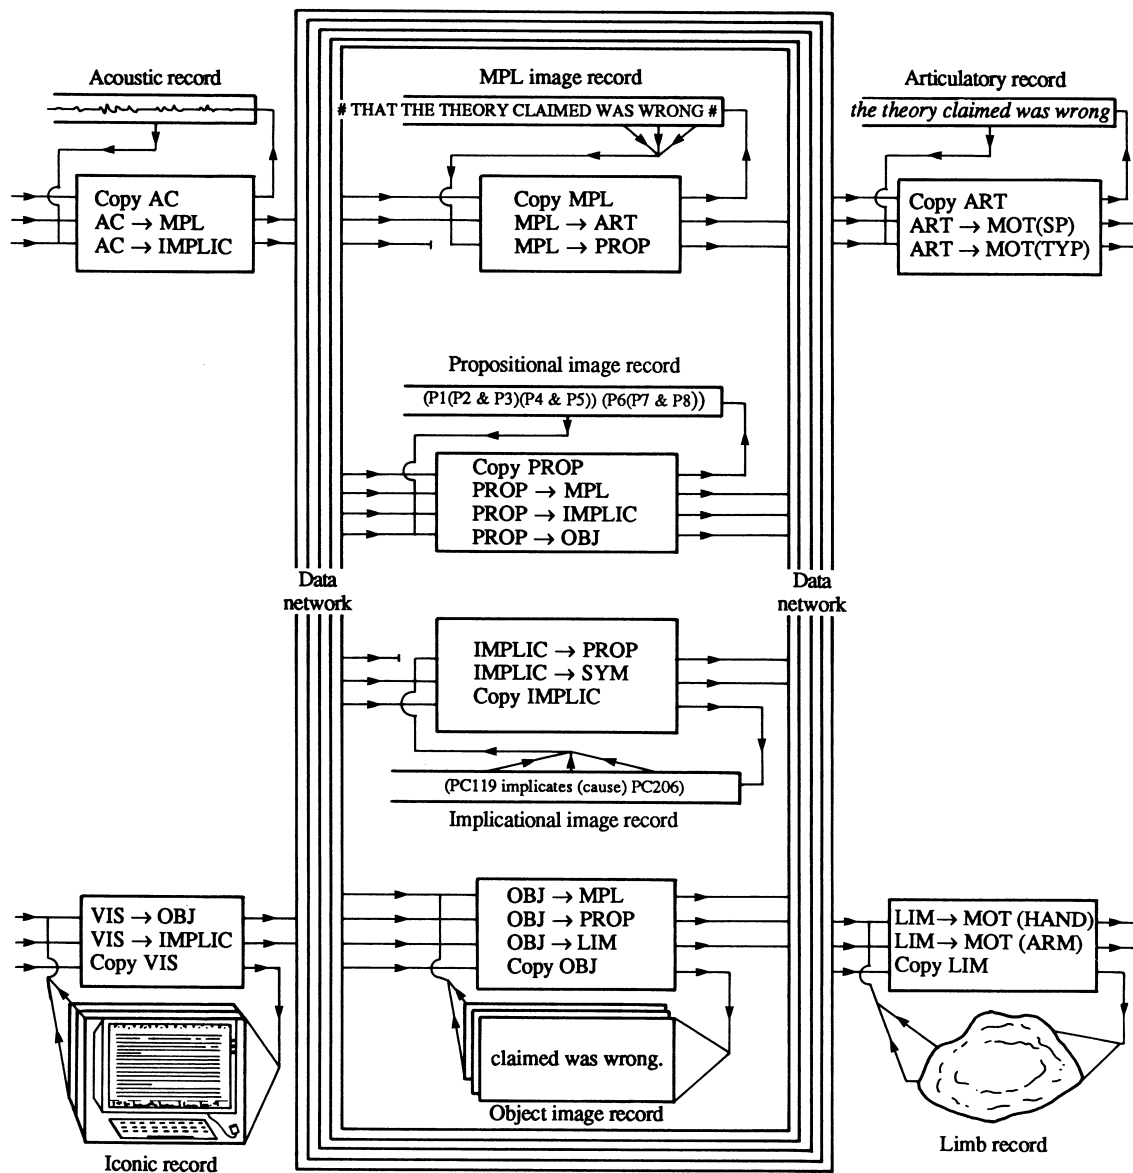 Acoustic record
MPL image record
Articulatory record
# THAT THE THEORY CLAIMED WAS WRONG #
the theory claimed was wrong
Copy AC
AC → MPL
AC → IMPLIC
Copy MPL
MPL → ART
MPL → PROP
Copy ART
ART → MOT(SP)
ART → MOT(TYP)
Propositional image record
(P1(P2 & P3)(P4 & P5)) (P6(P7 & P8))
Copy PROP
PROP → MPL
PROP → IMPLIC
PROP → OBJ
Data
network
Data
network
IMPLIC → PROP
IMPLIC → SYM
Copy IMPLIC
(PC119 implicates (cause) PC206)
Implicational image record
VIS → OBJ
VIS → IMPLIC
Copy VIS
OBJ → MPL
OBJ → PROP
OBJ → LIM
Copy OBJ
LIM → MOT (HAND)
LIM → MOT (ARM)
Copy LIM
claimed was wrong.
Object image record
Iconic record
Limb record